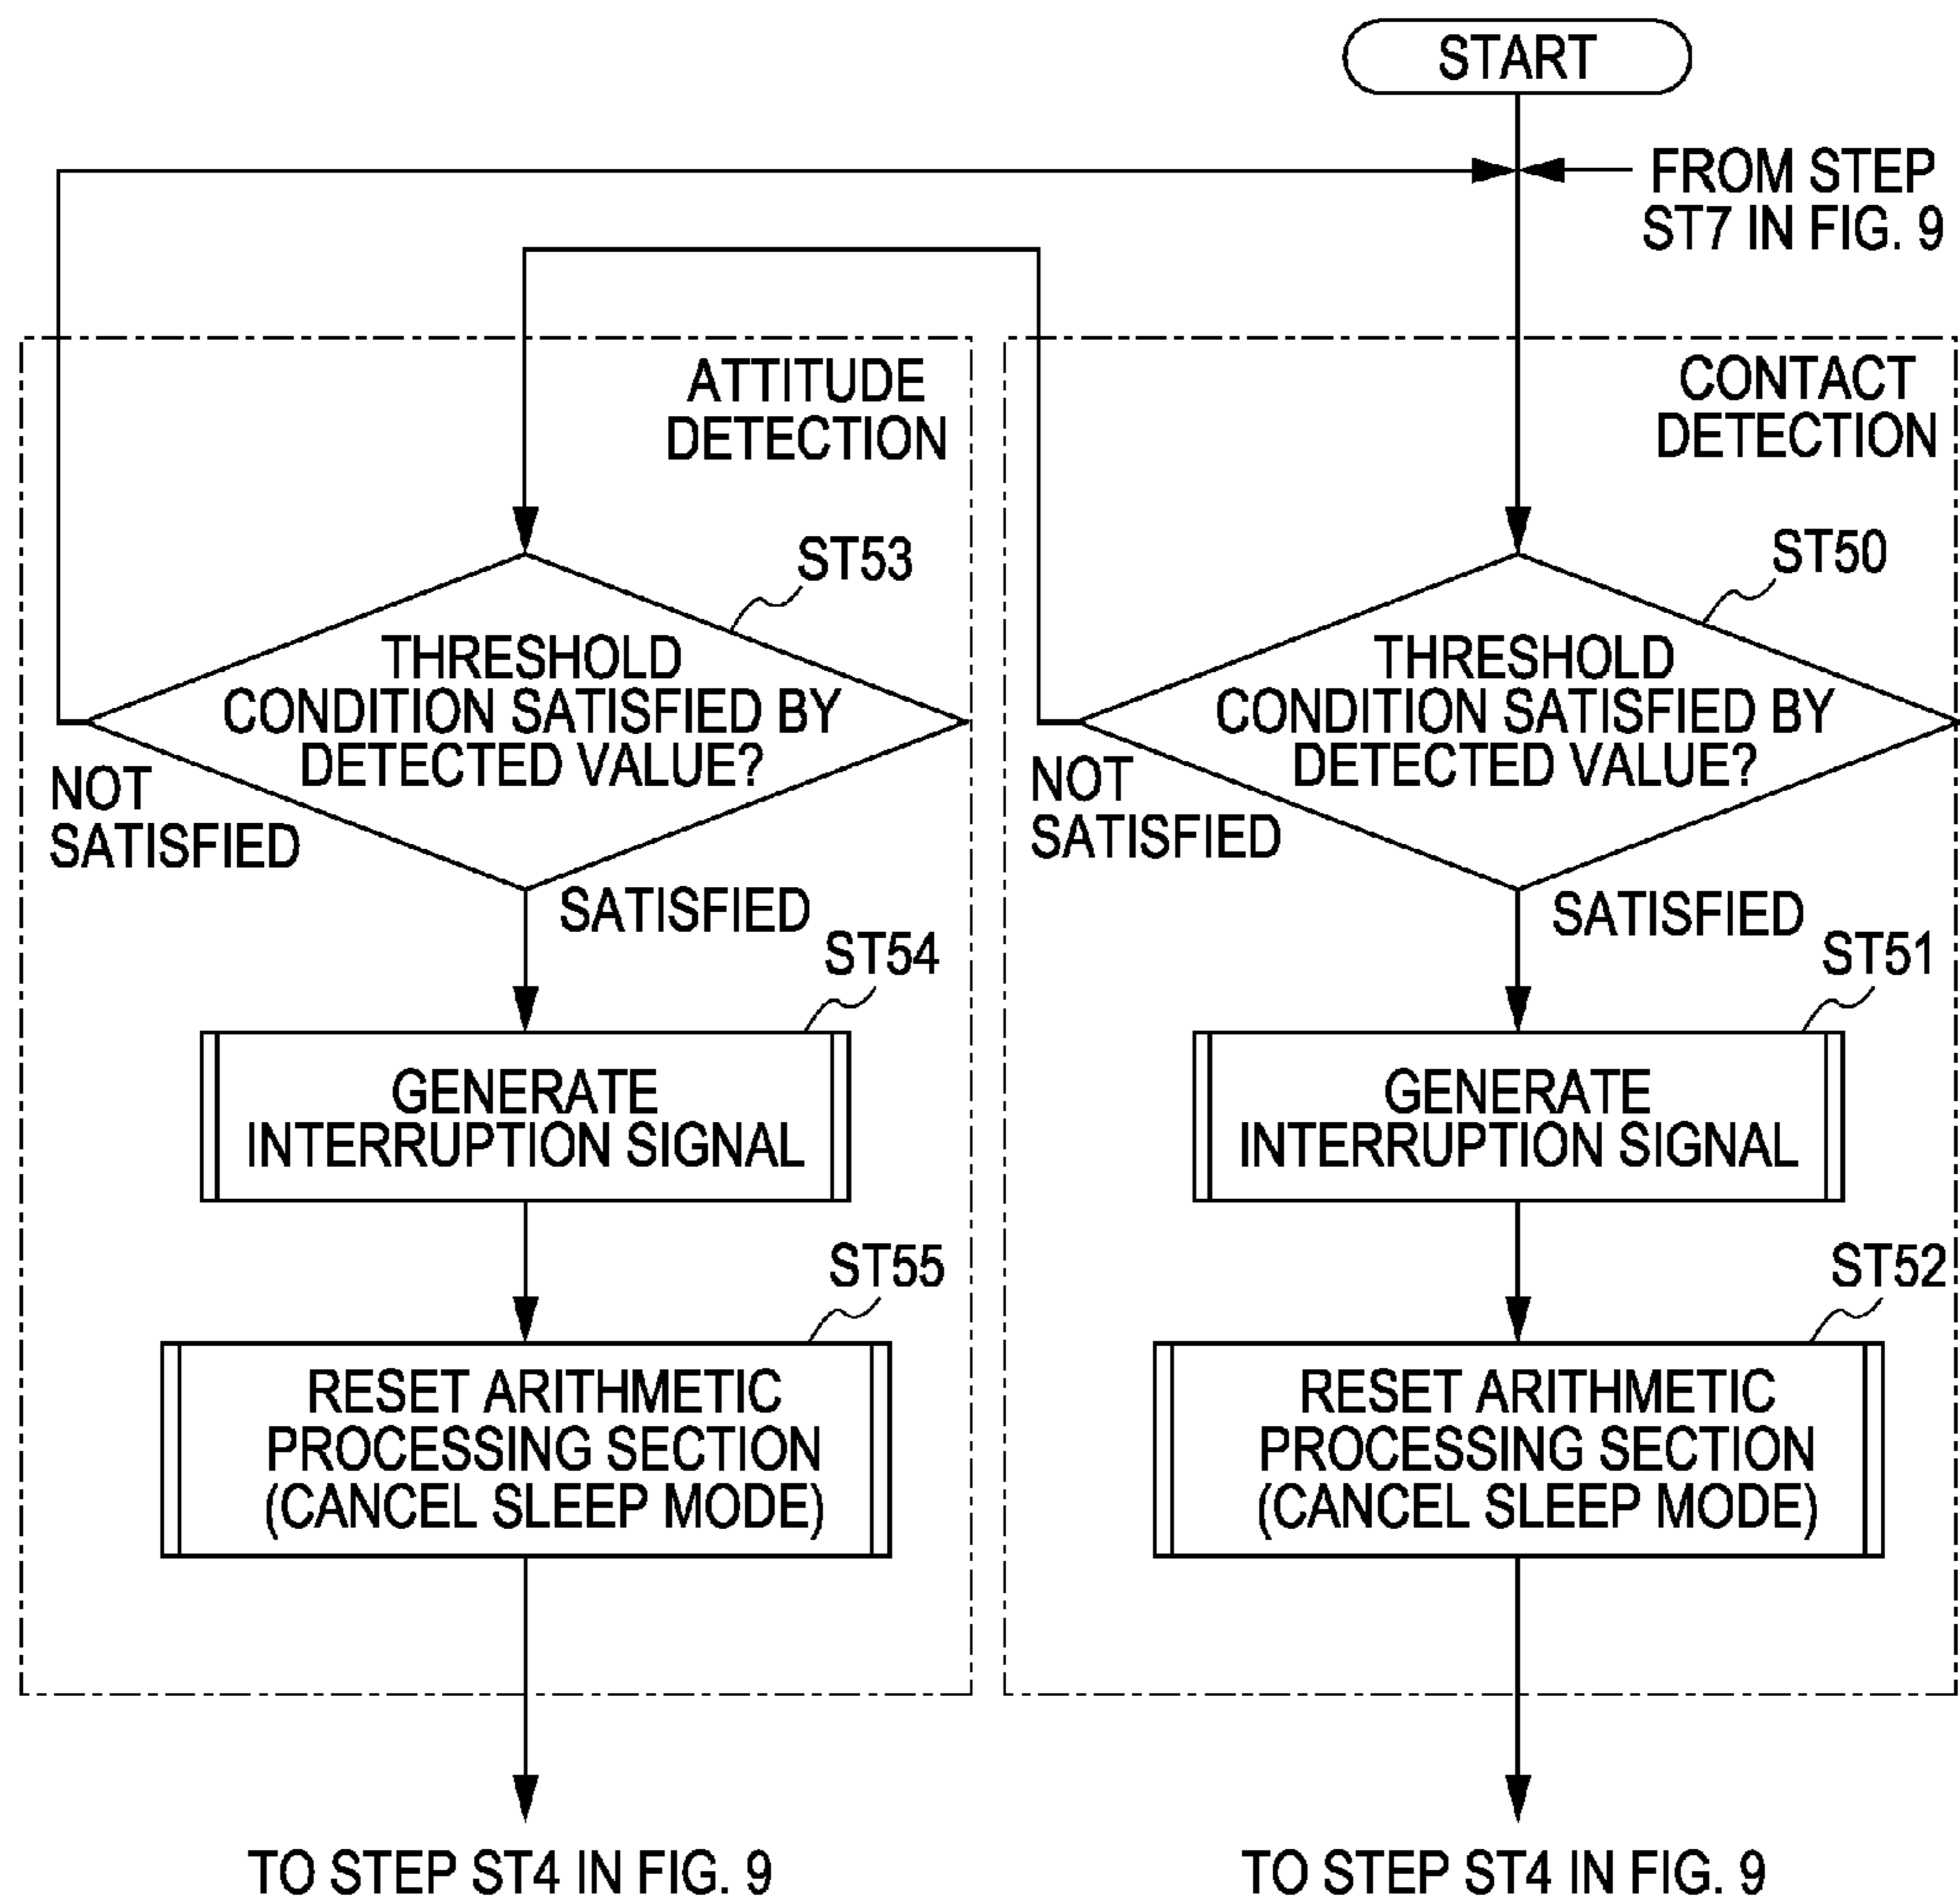 START
FROM STEP
ST7 IN FIG. 9
ATTITUDE
DETECTION
CONTACT
DETECTION
ST53
THRESHOLD
CONDITION SATISFIED BY
DETECTED VALUE?
NOT
SATISFIED
SATISFIED
ST54
GENERATE
INTERRUPTION SIGNAL
ST55
RESET ARITHMETIC
PROCESSING SECTION
(CANCEL SLEEP MODE)
TO STEP ST4 IN FIG. 9
ST50
THRESHOLD
CONDITION SATISFIED BY
DETECTED VALUE?
NOT
SATISFIED
SATISFIED
ST51
GENERATE
INTERRUPTION SIGNAL
ST52
RESET ARITHMETIC
PROCESSING SECTION
(CANCEL SLEEP MODE)
TO STEP ST4 IN FIG. 9